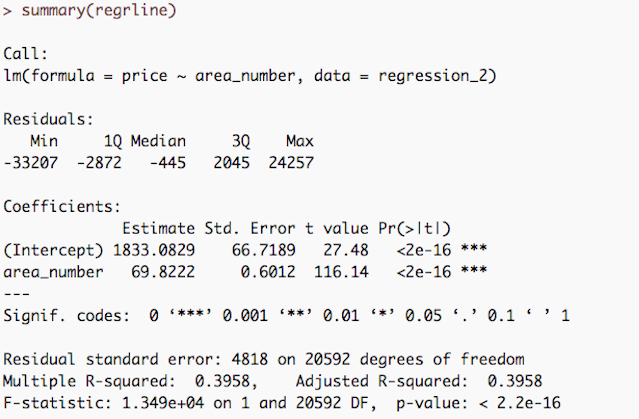 > summary(regrline)
Call:
lm(formula = price ~ area_number, data = regression_2)
Residuals:
   Min     1Q Median     3Q    Max
-33207  -2872   -445   2045  24257
Coefficients:
             Estimate Std. Error t value Pr(>|t|)
(Intercept) 1833.0829    66.7189   27.48   <2e-16 ***
area_number   69.8222     0.6012  116.14   <2e-16 ***
---
Signif. codes:  0 ‘***’ 0.001 ‘**’ 0.01 ‘*’ 0.05 ‘.’ 0.1 ‘ ’ 1
Residual standard error: 4818 on 20592 degrees of freedom
Multiple R-squared:  0.3958,    Adjusted R-squared:  0.3958
F-statistic: 1.349e+04 on 1 and 20592 DF,  p-value: < 2.2e-16